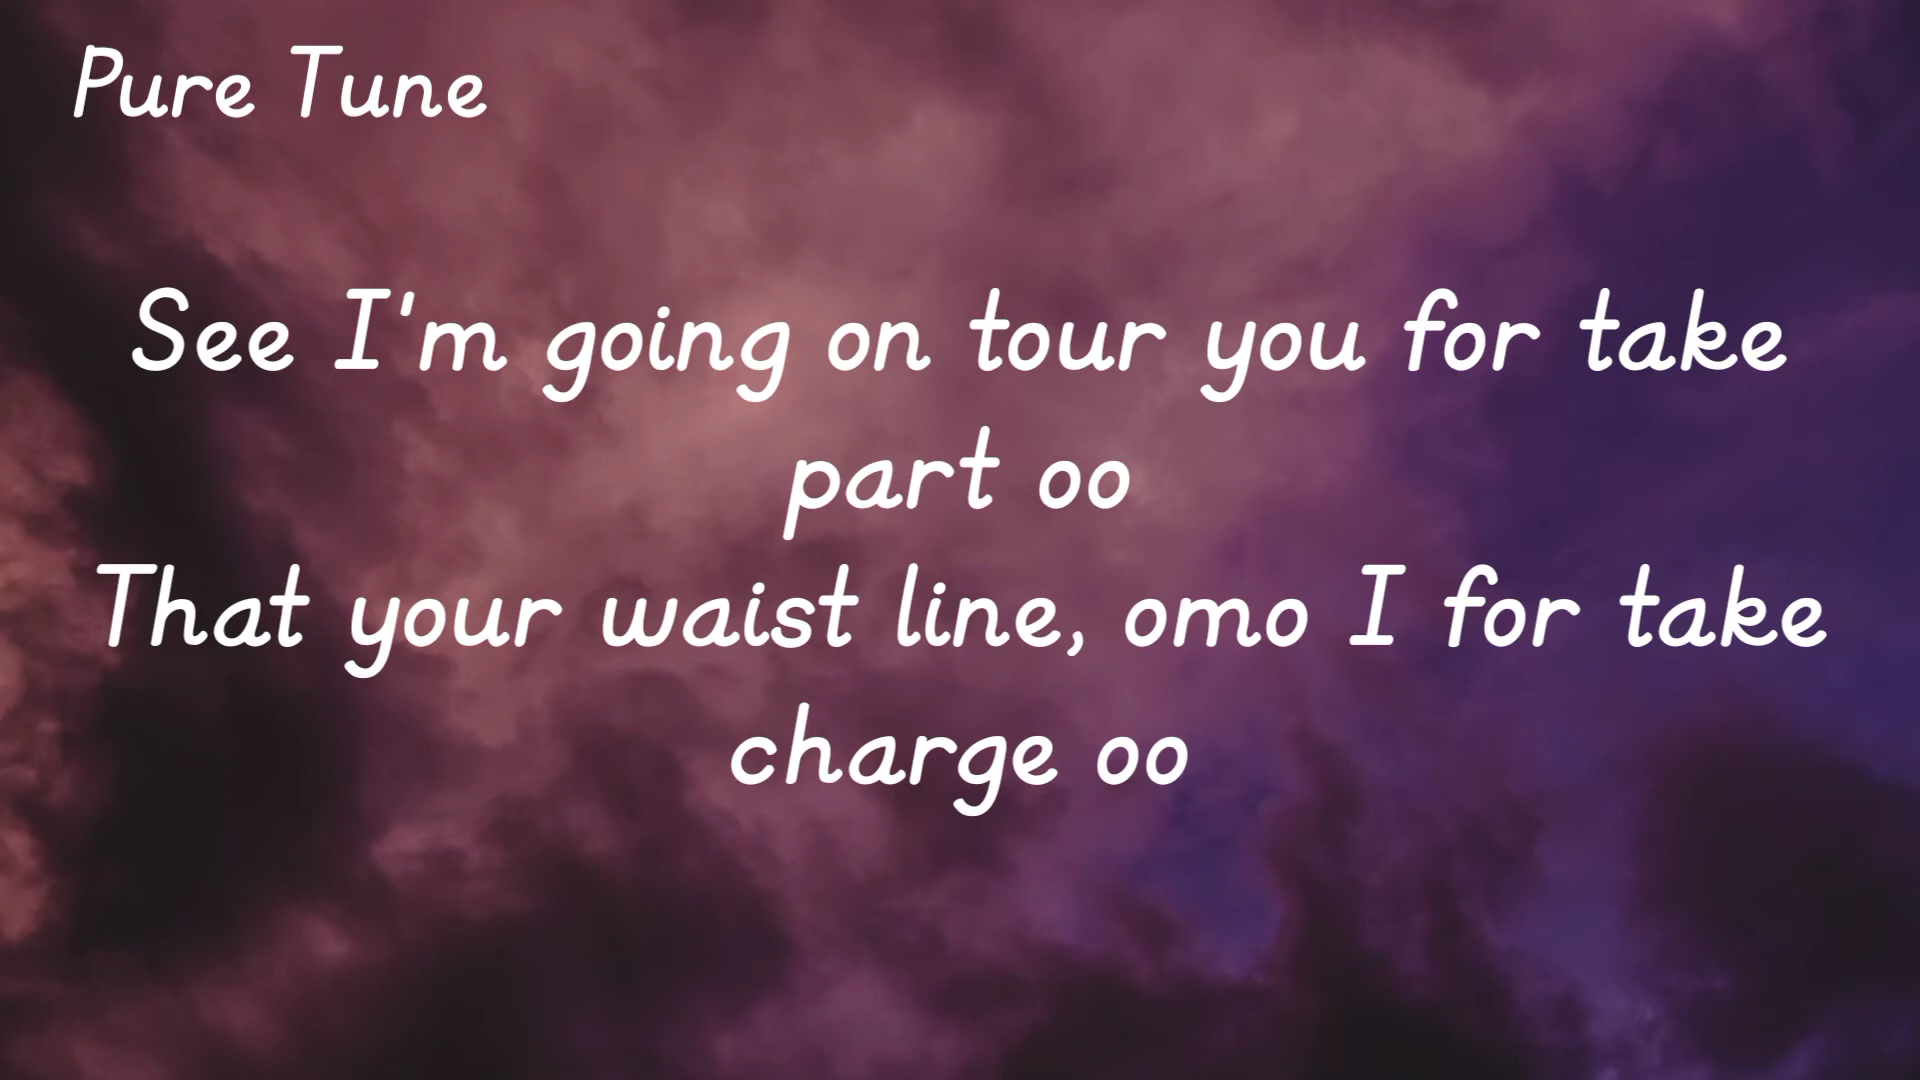 Pure Tune
See I'm going on tour you for take
part oo
That your waist line, omo I for take
charge oo